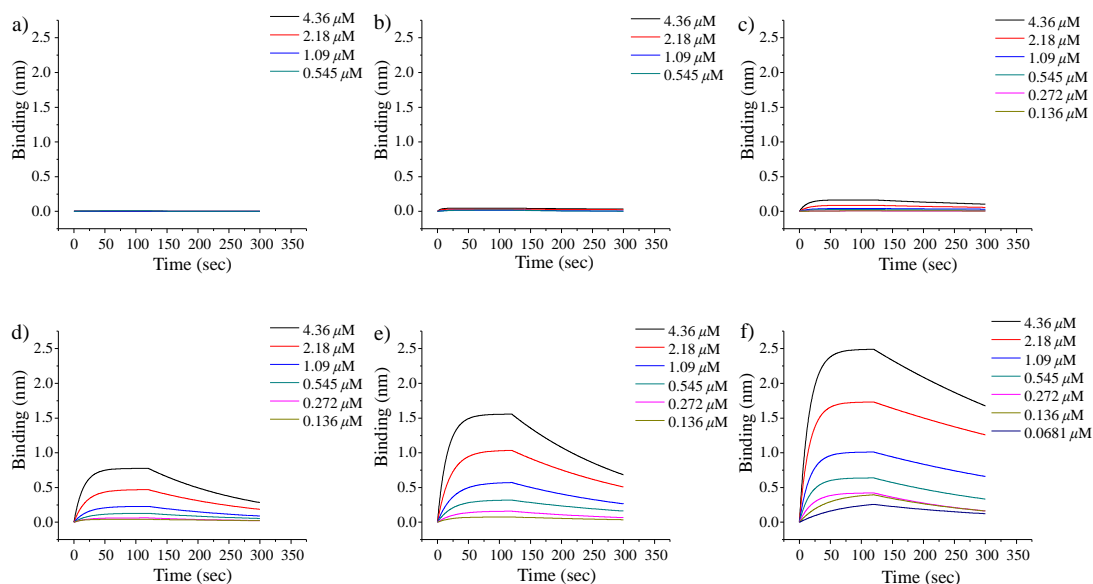 a)
4.36 µM
2.18 µM
1.09 µM
0.545 µM
2.5
2.0
1.5
1.0
0.5
0.0
Binding (nm)
0 50 100 150 200 250 300 350
Time (sec)
b)
4.36 µM
2.18 µM
1.09 µM
0.545 µM
2.5
2.0
1.5
1.0
0.5
0.0
Binding (nm)
0 50 100 150 200 250 300 350
Time (sec)
c)
4.36 µM
2.18 µM
1.09 µM
0.545 µM
0.272 µM
0.136 µM
2.5
2.0
1.5
1.0
0.5
0.0
Binding (nm)
0 50 100 150 200 250 300 350
Time (sec)
d)
4.36 µM
2.18 µM
1.09 µM
0.545 µM
0.272 µM
0.136 µM
2.5
2.0
1.5
1.0
0.5
0.0
Binding (nm)
0 50 100 150 200 250 300 350
Time (sec)
e)
4.36 µM
2.18 µM
1.09 µM
0.545 µM
0.272 µM
0.136 µM
2.5
2.0
1.5
1.0
0.5
0.0
Binding (nm)
0 50 100 150 200 250 300 350
Time (sec)
f)
4.36 µM
2.18 µM
1.09 µM
0.545 µM
0.272 µM
0.136 µM
0.0681 µM
2.5
2.0
1.5
1.0
0.5
0.0
Binding (nm)
0 50 100 150 200 250 300 350
Time (sec)